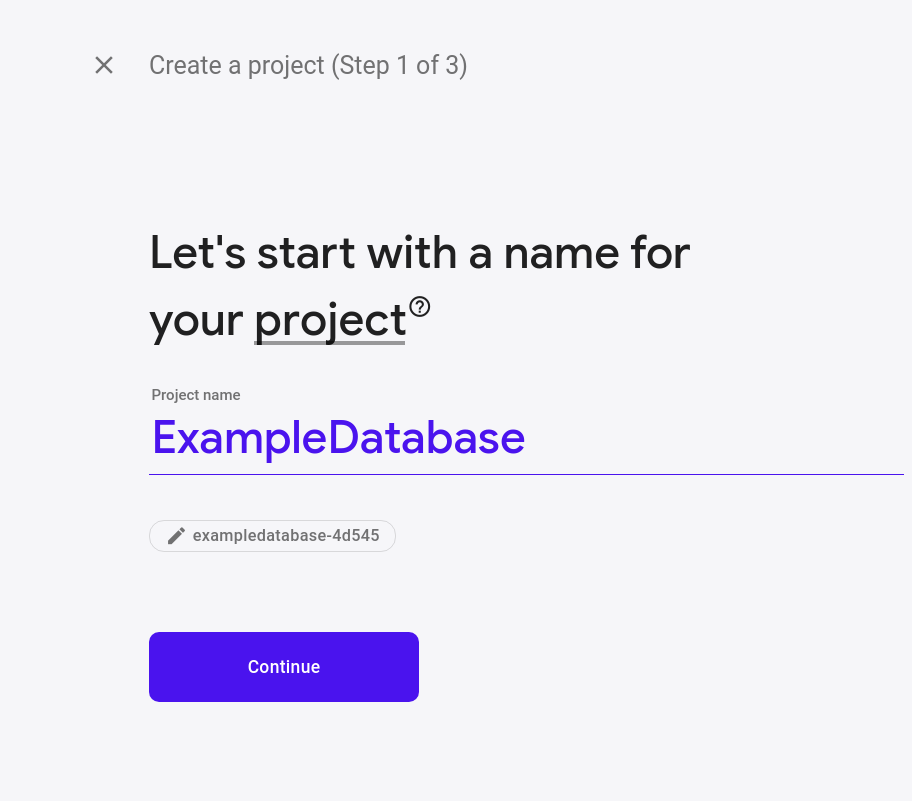 Create a project (Step 1 of 3)
Let's start with a name for
your project
Project name
ExampleDatabase
exampledatabase-4d545
Continue